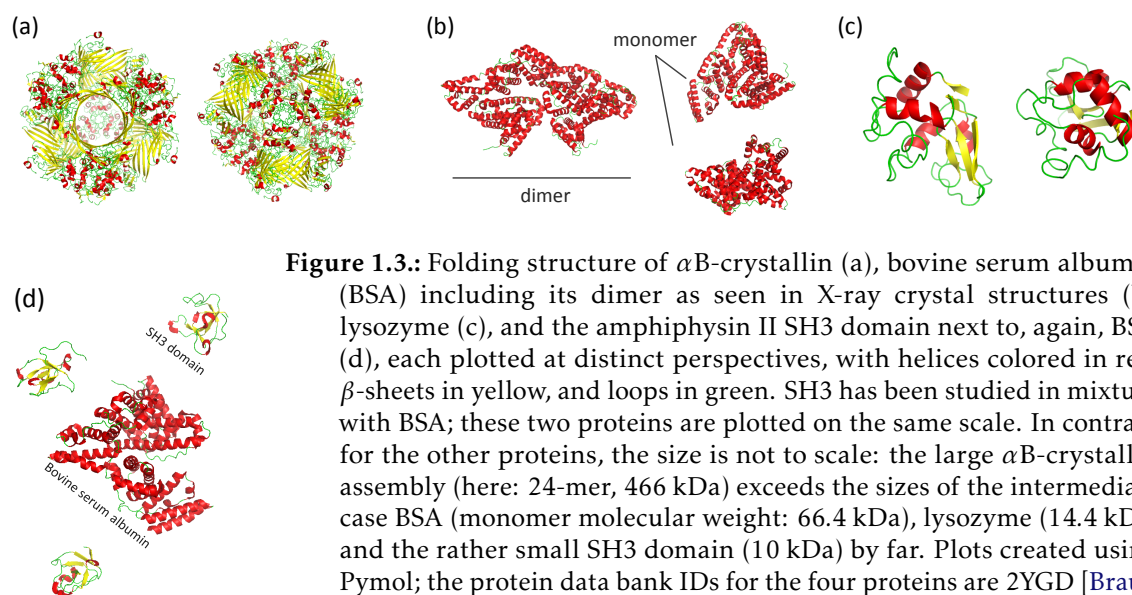 (a)
(b)
monomer
dimer
(c)
(d)
SH3 domain
Bovine serum albumin
Figure 1.3.: Folding structure of αB-crystallin (a), bovine serum album
(BSA) including its dimer as seen in X-ray crystal structures (
lysozyme (c), and the amphiphysin II SH3 domain next to, again, BS
(d), each plotted at distinct perspectives, with helices colored in re
β-sheets in yellow, and loops in green. SH3 has been studied in mixtu
with BSA; these two proteins are plotted on the same scale. In contra
for the other proteins, the size is not to scale: the large αB-crystall
assembly (here: 24-mer, 466 kDa) exceeds the sizes of the intermedia
case BSA (monomer molecular weight: 66.4 kDa), lysozyme (14.4 kD
and the rather small SH3 domain (10 kDa) by far. Plots created usin
Pymol; the protein data bank IDs for the four proteins are 2YGD [Brau